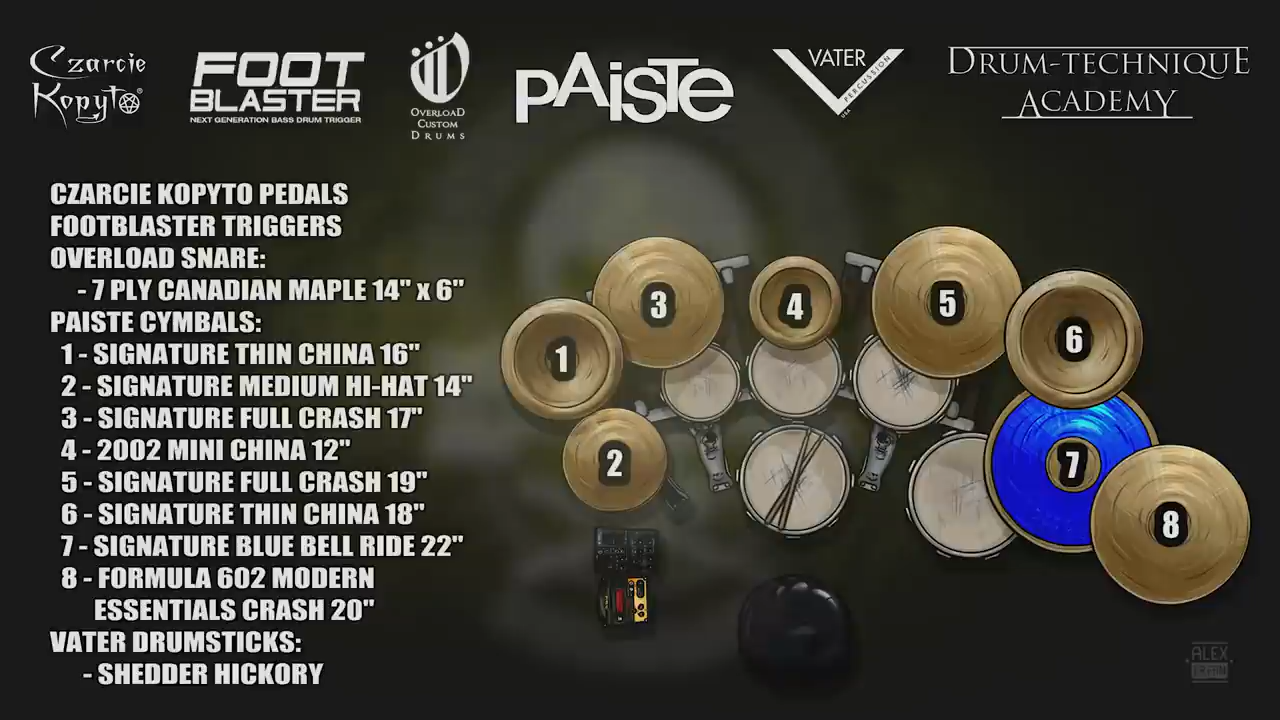 Czarcie
Kopyto®
FOOT
BLASTER
NEXT GENERATION BASS DRUM TRIGGER
OVERLOAD
CUSTOM
DRUMS
PAiSTe
VATER
PERCUSSION
USA
DRUM-TECHNIQUE
ACADEMY
CZARCIE KOPYTO PEDALS
FOOTBLASTER TRIGGERS
OVERLOAD SNARE:
- 7 PLY CANADIAN MAPLE 14" x 6"
PAISTE CYMBALS:
1 - SIGNATURE THIN CHINA 16"
2 - SIGNATURE MEDIUM HI-HAT 14"
3 - SIGNATURE FULL CRASH 17"
4 - 2002 MINI CHINA 12"
5 - SIGNATURE FULL CRASH 19"
6 - SIGNATURE THIN CHINA 18"
7 - SIGNATURE BLUE BELL RIDE 22"
8 - FORMULA 602 MODERN
ESSENTIALS CRASH 20"
VATER DRUMSTICKS:
- SHEDDER HICKORY
1
2
3
4
5
6
7
8
ALEX